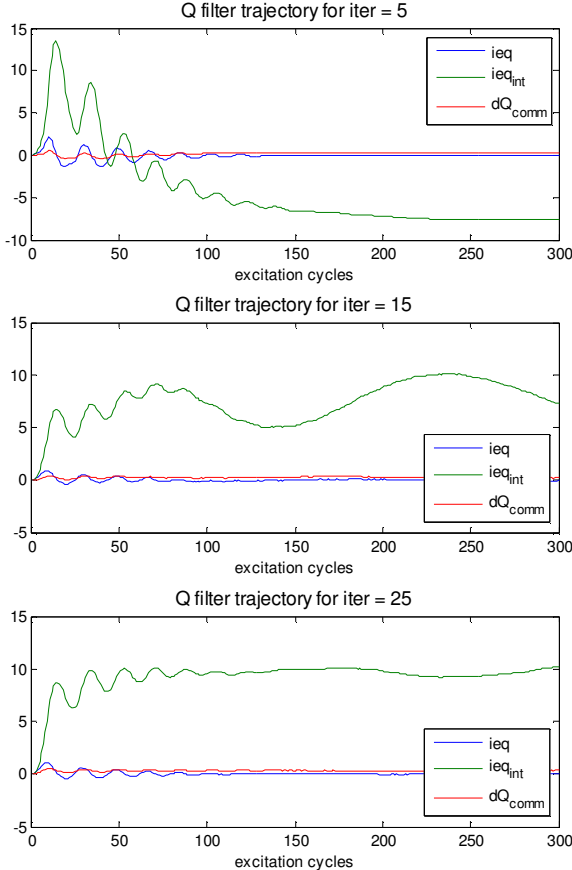 Q filter trajectory for iter = 5
15
10
5
0
-5
-10
0
50
100
150
200
250
300
excitation cycles
ieq
ieq_int
dQ_comm
Q filter trajectory for iter = 15
15
10
5
0
-5
0
50
100
150
200
250
300
excitation cycles
ieq
ieq_int
dQ_comm
Q filter trajectory for iter = 25
15
10
5
0
-5
0
50
100
150
200
250
300
excitation cycles
ieq
ieq_int
dQ_comm